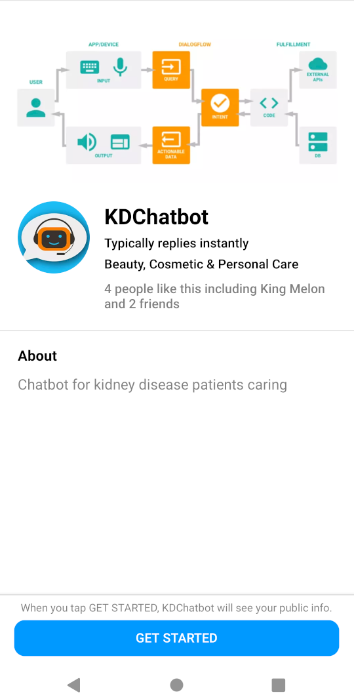 APP/DEVICE
DIALOGFLOW
FULFILLMENT
USER
INPUT
QUERY
EXTERNAL
APIs
INTENT
CODE
OUTPUT
ACTIONABLE
DATA
DB
KDChatbot
Typically replies instantly
Beauty, Cosmetic & Personal Care
4 people like this including King Melon
and 2 friends
About
Chatbot for kidney disease patients caring
When you tap GET STARTED, KDChatbot will see your public info.
GET STARTED